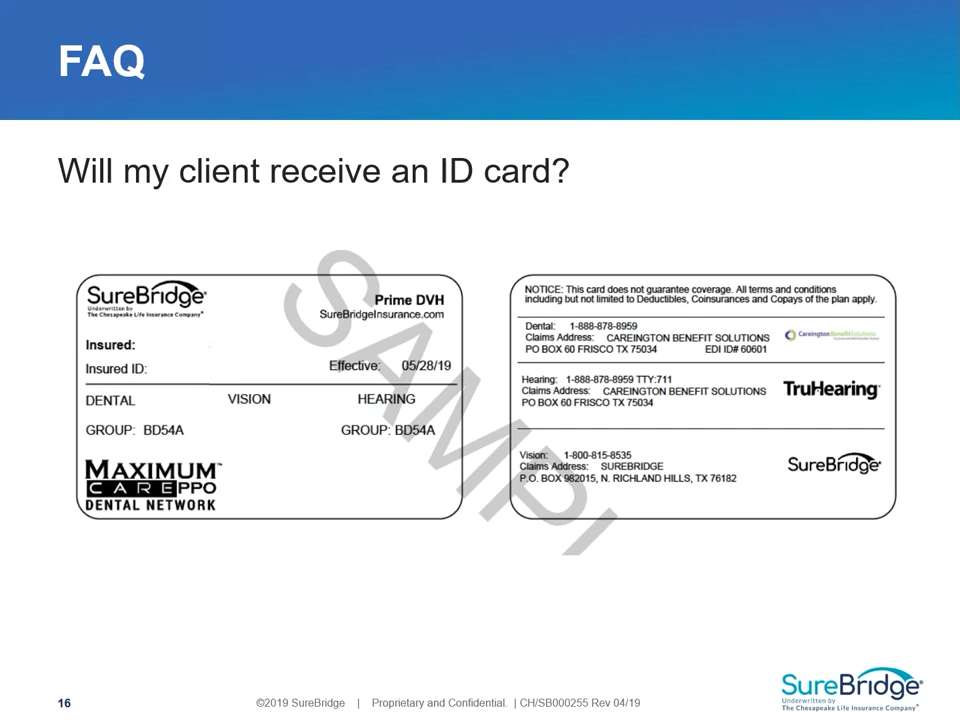 FAQ
Will my client receive an ID card?
SAMPL
SureBridge®
Underwritten by
The Chesapeake Life Insurance Company®
Prime DVH
SureBridgeInsurance.com
Insured:
Insured ID:
Effective: 05/28/19
DENTAL VISION HEARING
GROUP: BD54A GROUP: BD54A
MAXIMUM™
CARE PPO
DENTAL NETWORK
NOTICE: This card does not guarantee coverage. All terms and conditions
including but not limited to Deductibles, Coinsurances and Copays of the plan apply.
Dental: 1-888-878-8959
Claims Address: CAREINGTON BENEFIT SOLUTIONS
PO BOX 60 FRISCO TX 75034 EDI ID# 60601
CareingtonBenefitSolutions
Hearing: 1-888-878-8959 TTY:711
Claims Address: CAREINGTON BENEFIT SOLUTIONS
PO BOX 60 FRISCO TX 75034
TruHearing®
Vision: 1-800-815-8535
Claims Address: SUREBRIDGE
P.O. BOX 982015, N. RICHLAND HILLS, TX 76182
SureBridge®
16
©2019 SureBridge | Proprietary and Confidential. | CH/SB000255 Rev 04/19
SureBridge®
Underwritten by
The Chesapeake Life Insurance Company®